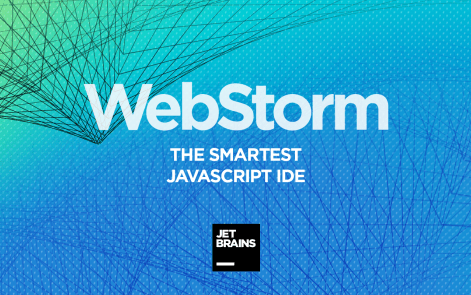 WebStorm
THE SMARTEST
JAVASCRIPT IDE
JET
BRAINS